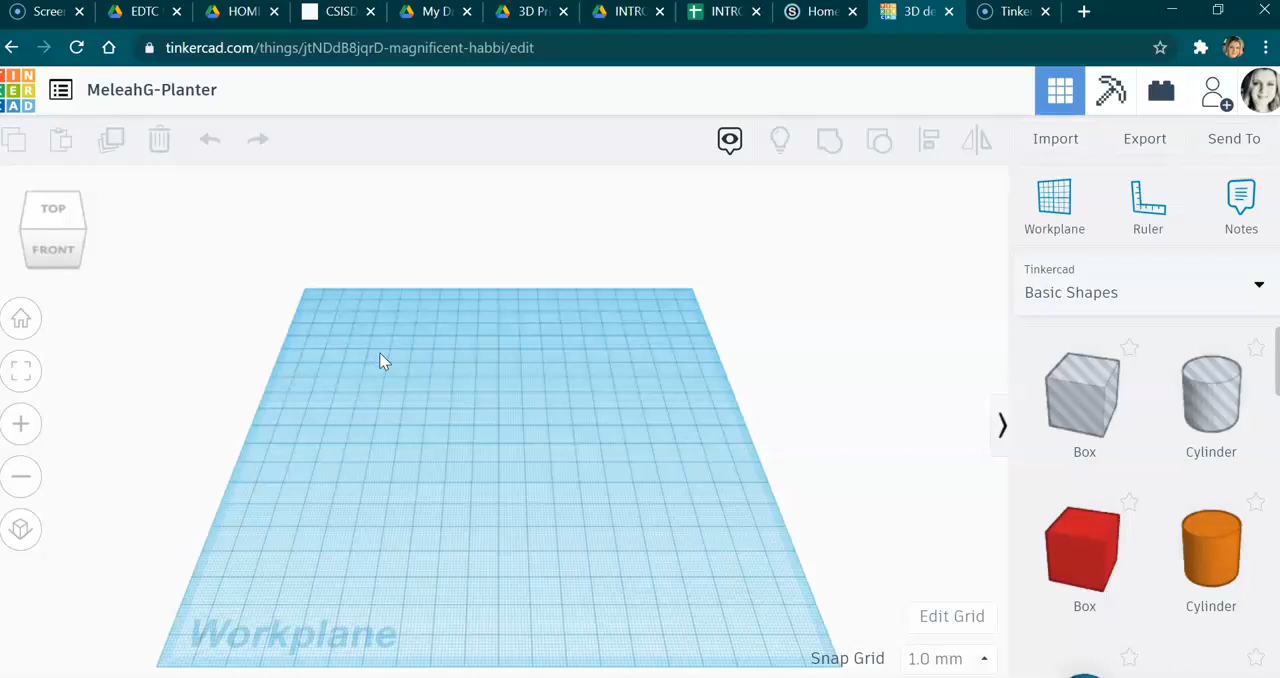 Scree
EDTC
HOMI
CSISD
My D
3D Pr
INTRO
INTRO
Home
3D de
Tinke
tinkercad.com/things/jtNDdB8jqrD-magnificent-habbi/edit
TIN
KER
CAD
MeleahG-Planter
Import
Export
Send To
TOP
FRONT
Workplane
Ruler
Notes
Tinkercad
Basic Shapes
Box
Cylinder
Box
Cylinder
Workplane
Edit Grid
Snap Grid
1.0 mm